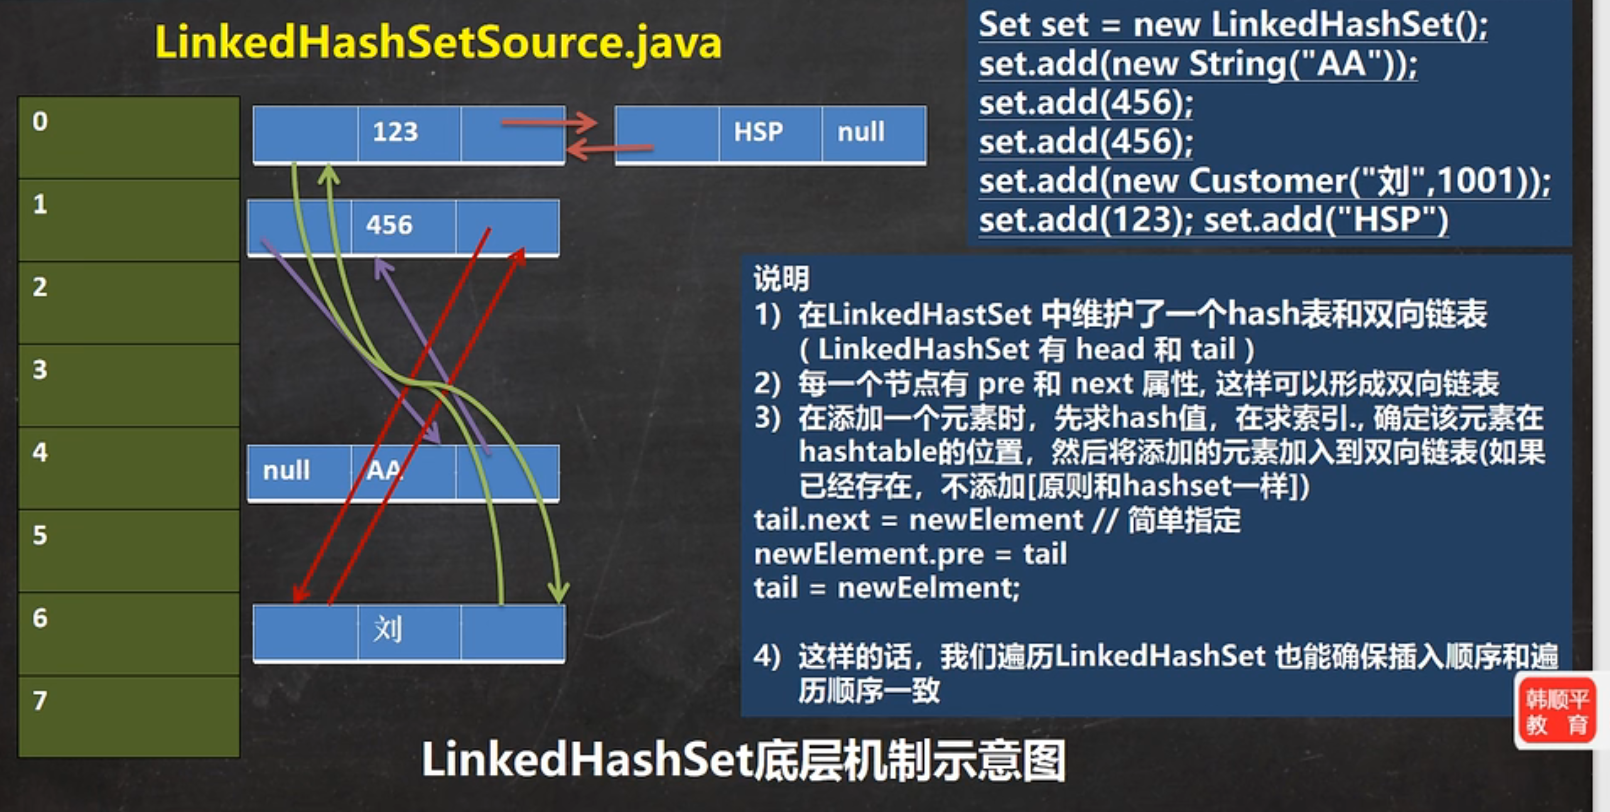 LinkedHashSetSource.java
Set set = new LinkedHashSet();
set.add(new String("AA"));
set.add(456);
set.add(456);
set.add(new Customer("刘",1001));
set.add(123); set.add("HSP")
0
123
HSP
null
1
456
2
3
4
null
AA
5
6
刘
7
说明
1) 在LinkedHastSet 中维护了一个hash表和双向链表
( LinkedHashSet 有 head 和 tail )
2) 每一个节点有 pre 和 next 属性, 这样可以形成双向链表
3) 在添加一个元素时，先求hash值，在求索引., 确定该元素在
hashtable的位置，然后将添加的元素加入到双向链表(如果
已经存在，不添加[原则和hashset一样])
tail.next = newElement // 简单指定
newElement.pre = tail
tail = newEelment;
4) 这样的话，我们遍历LinkedHashSet 也能确保插入顺序和遍
历顺序一致
韩顺平
教 育
LinkedHashSet底层机制示意图